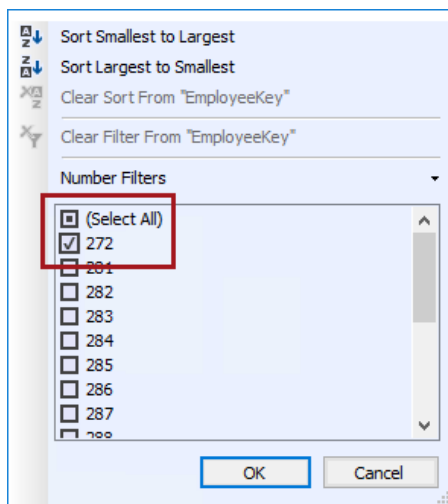 Sort Smallest to Largest
Sort Largest to Smallest
Clear Sort From "EmployeeKey"
Clear Filter From "EmployeeKey"
Number Filters
(Select All)
272
281
282
283
284
285
286
287
288
OK Cancel